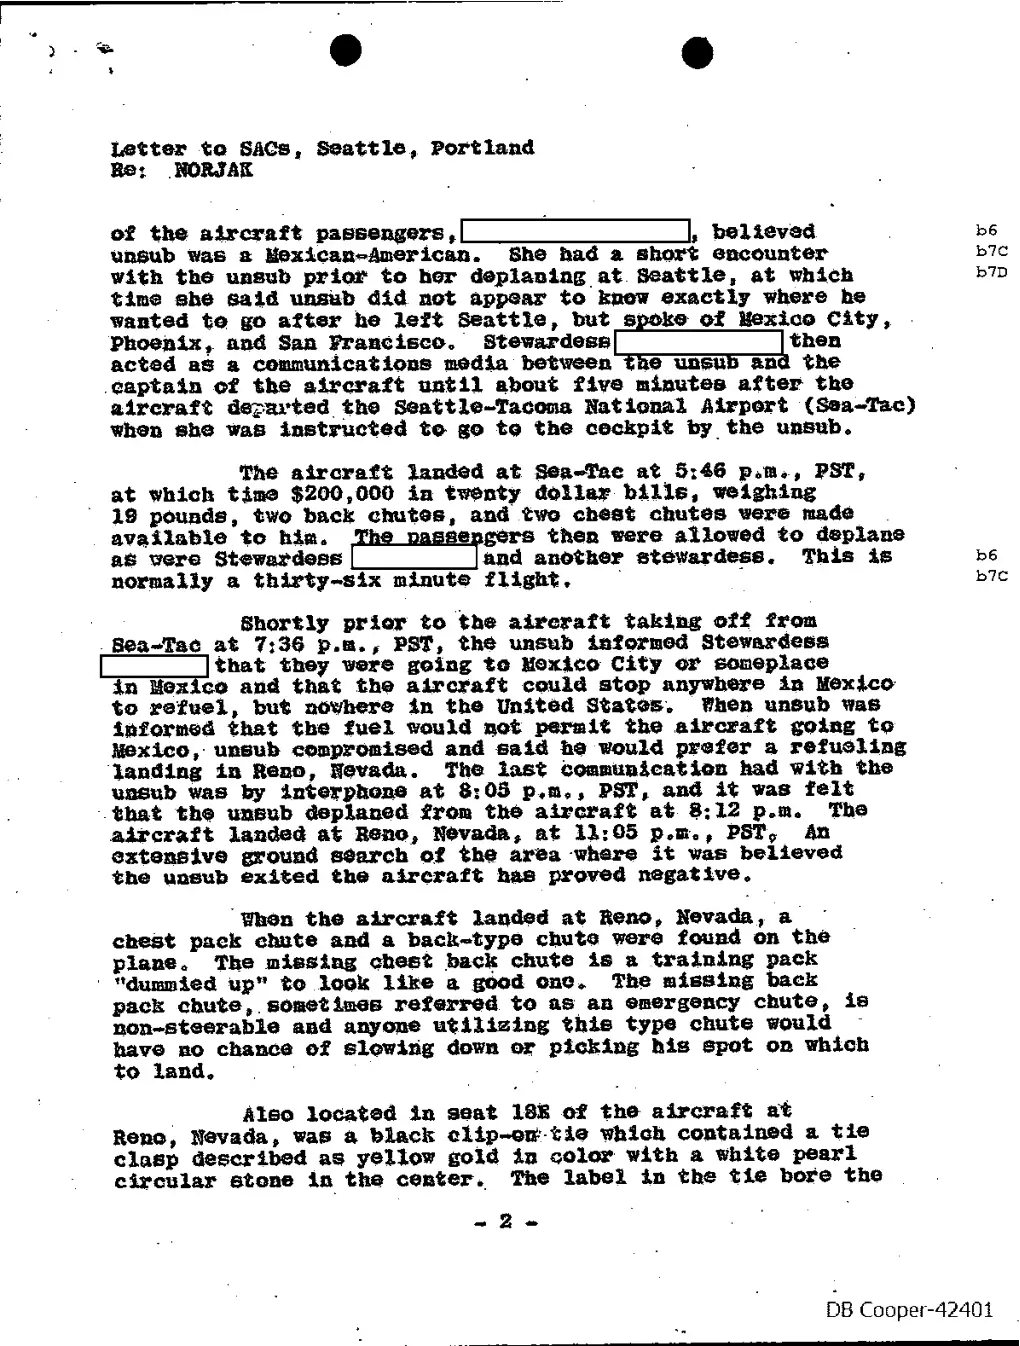 Letter to SACs, Seattle, Portland
Re: NORJAK
of the aircraft passengers, , believed b6
unsub was a Mexican-American. She had a short encounter b7C
with the unsub prior to her deplaning at Seattle, at which b7D
time she said unsub did not appear to know exactly where he
wanted to go after he left Seattle, but spoke of Mexico City,
Phoenix, and San Francisco. Stewardess then
acted as a communications media between the unsub and the
captain of the aircraft until about five minutes after the
aircraft departed the Seattle-Tacoma National Airport (Sea-Tac)
when she was instructed to go to the cockpit by the unsub.
The aircraft landed at Sea-Tac at 5:46 p.m., PST,
at which time $200,000 in twenty dollar bills, weighing
19 pounds, two back chutes, and two chest chutes were made
available to him. The passengers then were allowed to deplane
as were Stewardess and another stewardess. This is b6
normally a thirty-six minute flight. b7C
Shortly prior to the aircraft taking off from
Sea-Tac at 7:36 p.m., PST, the unsub informed Stewardess
that they were going to Mexico City or someplace
in Mexico and that the aircraft could stop anywhere in Mexico
to refuel, but nowhere in the United States. When unsub was
informed that the fuel would not permit the aircraft going to
Mexico, unsub compromised and said he would prefer a refueling
landing in Reno, Nevada. The last communication had with the
unsub was by interphone at 8:05 p.m., PST, and it was felt
that the unsub deplaned from the aircraft at 8:12 p.m. The
aircraft landed at Reno, Nevada, at 11:05 p.m., PST. An
extensive ground search of the area where it was believed
the unsub exited the aircraft has proved negative.
When the aircraft landed at Reno, Nevada, a
chest pack chute and a back-type chute were found on the
plane. The missing chest back chute is a training pack
"dummied up" to look like a good one. The missing back
pack chute, sometimes referred to as an emergency chute, is
non-steerable and anyone utilizing this type chute would
have no chance of slowing down or picking his spot on which
to land.
Also located in seat 18E of the aircraft at
Reno, Nevada, was a black clip-on tie which contained a tie
clasp described as yellow gold in color with a white pearl
circular stone in the center. The label in the tie bore the
- 2 -
DB Cooper-42401